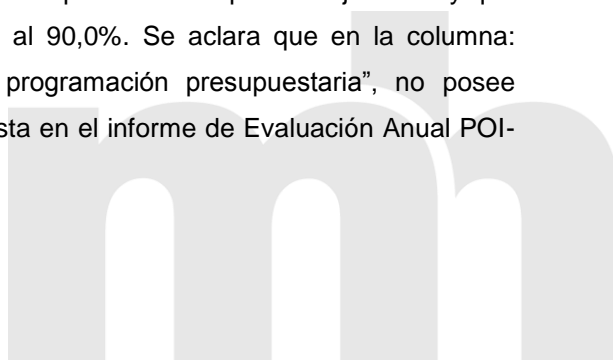 al 90,0%. Se aclara que en la columna:
programación presupuestaria”, no posee
sta en el informe de Evaluación Anual POI-
mh